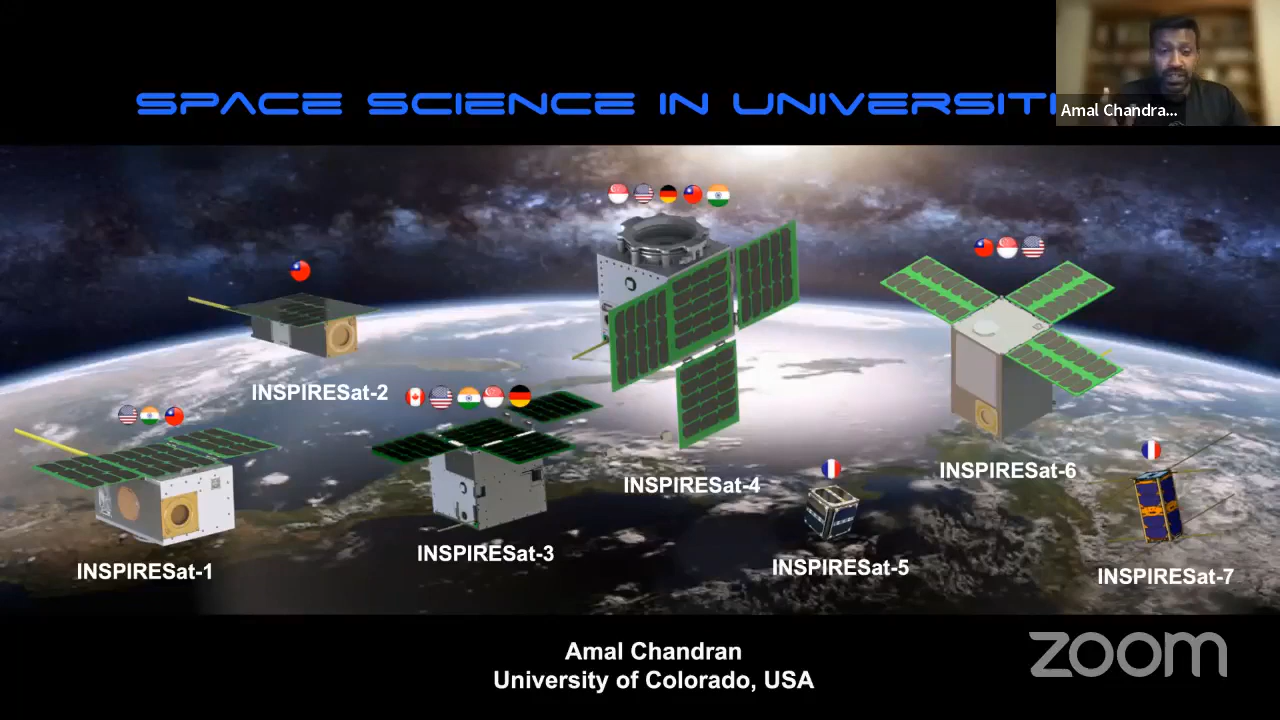 SPACE SCIENCE IN UNIVERSITI
Amal Chandra...
INSPIRESat-2
INSPIRESat-1
INSPIRESat-3
INSPIRESat-4
INSPIRESat-5
INSPIRESat-6
INSPIRESat-7
Amal Chandran
University of Colorado, USA
zoom